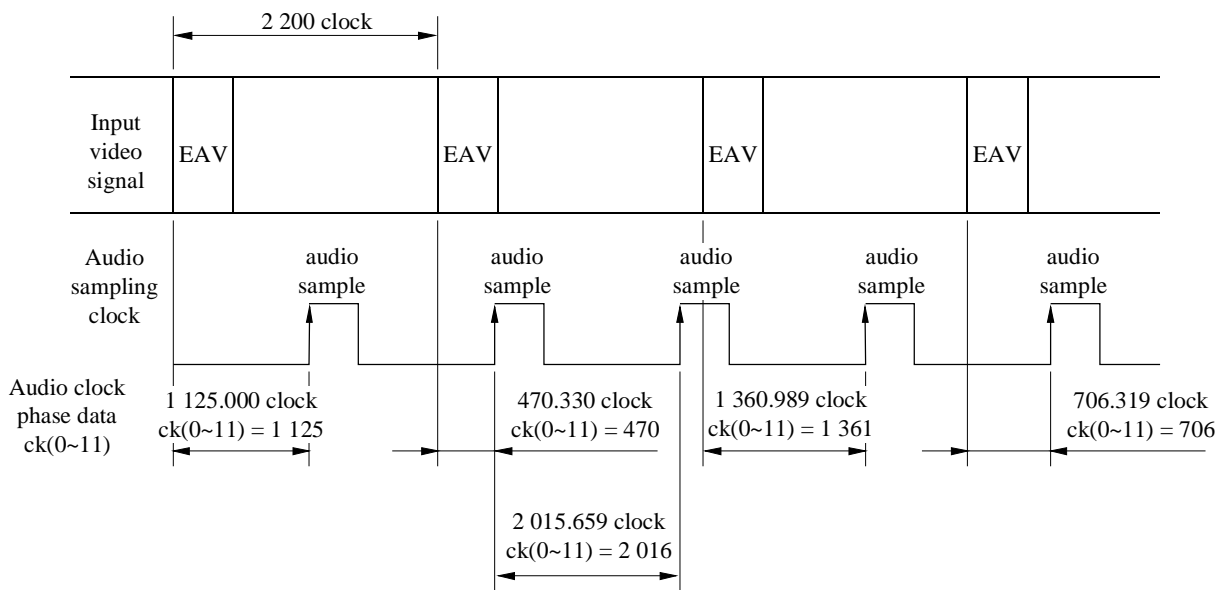 2 200 clock
Input
video
signal
EAV
EAV
EAV
EAV
Audio
sampling
clock
audio
sample
audio
sample
audio
sample
audio
sample
audio
sample
Audio clock
phase data
ck(0~11)
1 125.000 clock
ck(0~11) = 1 125
470.330 clock
ck(0~11) = 470
1 360.989 clock
ck(0~11) = 1 361
706.319 clock
ck(0~11) = 706
2 015.659 clock
ck(0~11) = 2 016